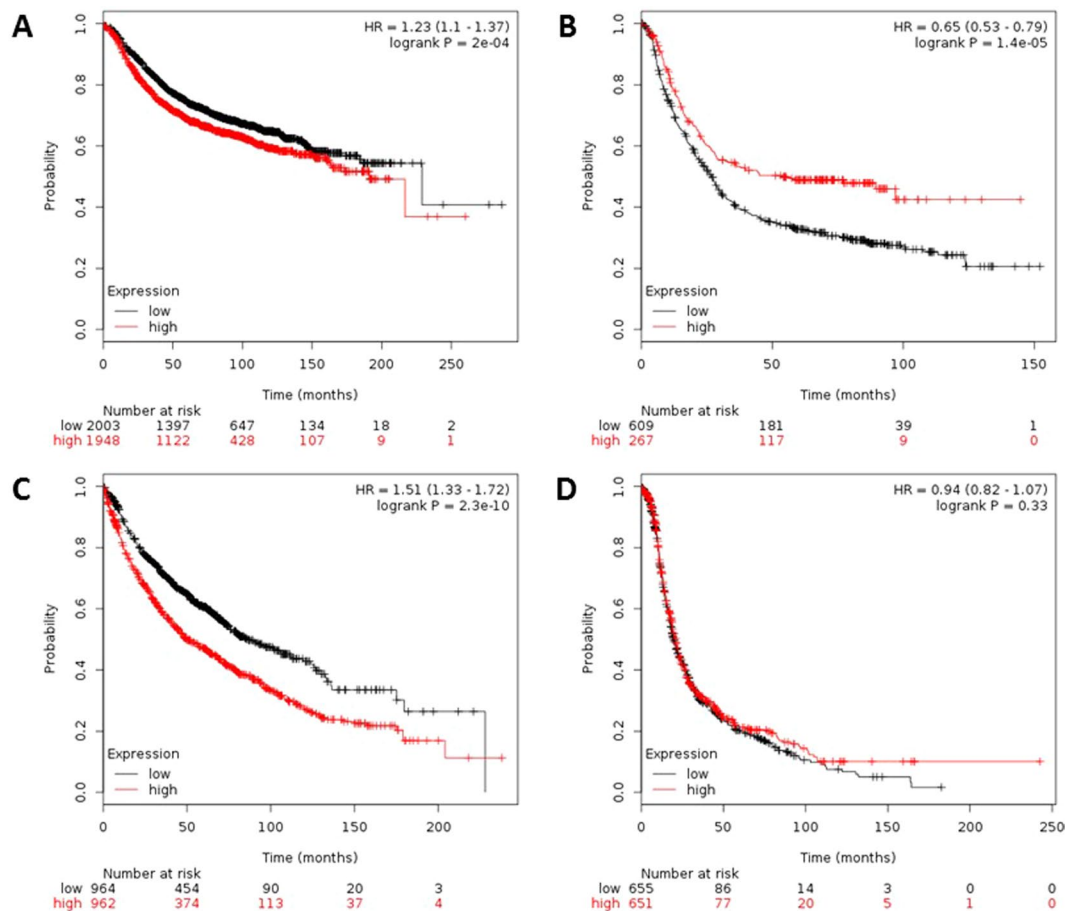 A
HR = 1.23 (1.1 - 1.37)
logrank P = 2e-04
Probability
1.0
0.8
0.6
0.4
0.2
0.0
Expression
low
high
0 50 100 150 200 250
Time (months)
Number at risk
low 2003 1397 647 134 18 2
high 1948 1122 428 107 9 1
B
HR = 0.65 (0.53 - 0.79)
logrank P = 1.4e-05
Probability
1.0
0.8
0.6
0.4
0.2
0.0
Expression
low
high
0 50 100 150
Time (months)
Number at risk
low 609 181 39 1
high 267 117 9 0
C
HR = 1.51 (1.33 - 1.72)
logrank P = 2.3e-10
Probability
1.0
0.8
0.6
0.4
0.2
0.0
Expression
low
high
0 50 100 150 200
Time (months)
Number at risk
low 964 454 90 20 3
high 962 374 113 37 4
D
HR = 0.94 (0.82 - 1.07)
logrank P = 0.33
Probability
1.0
0.8
0.6
0.4
0.2
0.0
Expression
low
high
0 50 100 150 200 250
Time (months)
Number at risk
low 655 86 14 3 0 0
high 651 77 20 5 1 0